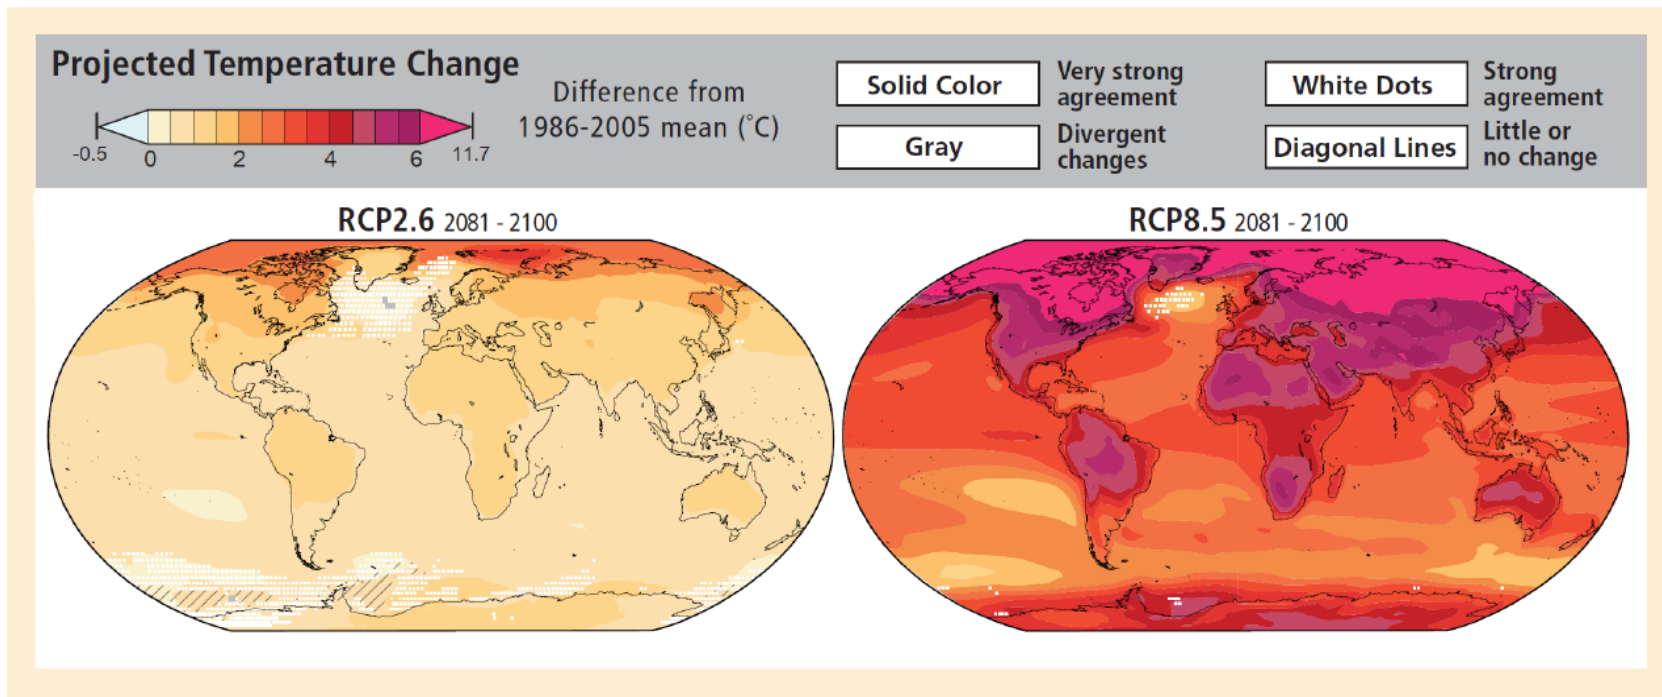 Projected Temperature Change
-0.5 0 2 4 6 11.7
Difference from
1986-2005 mean (˚C)
Solid Color
Very strong
agreement
White Dots
Strong
agreement
Gray
Divergent
changes
Diagonal Lines
Little or
no change
RCP2.6 2081 - 2100
RCP8.5 2081 - 2100